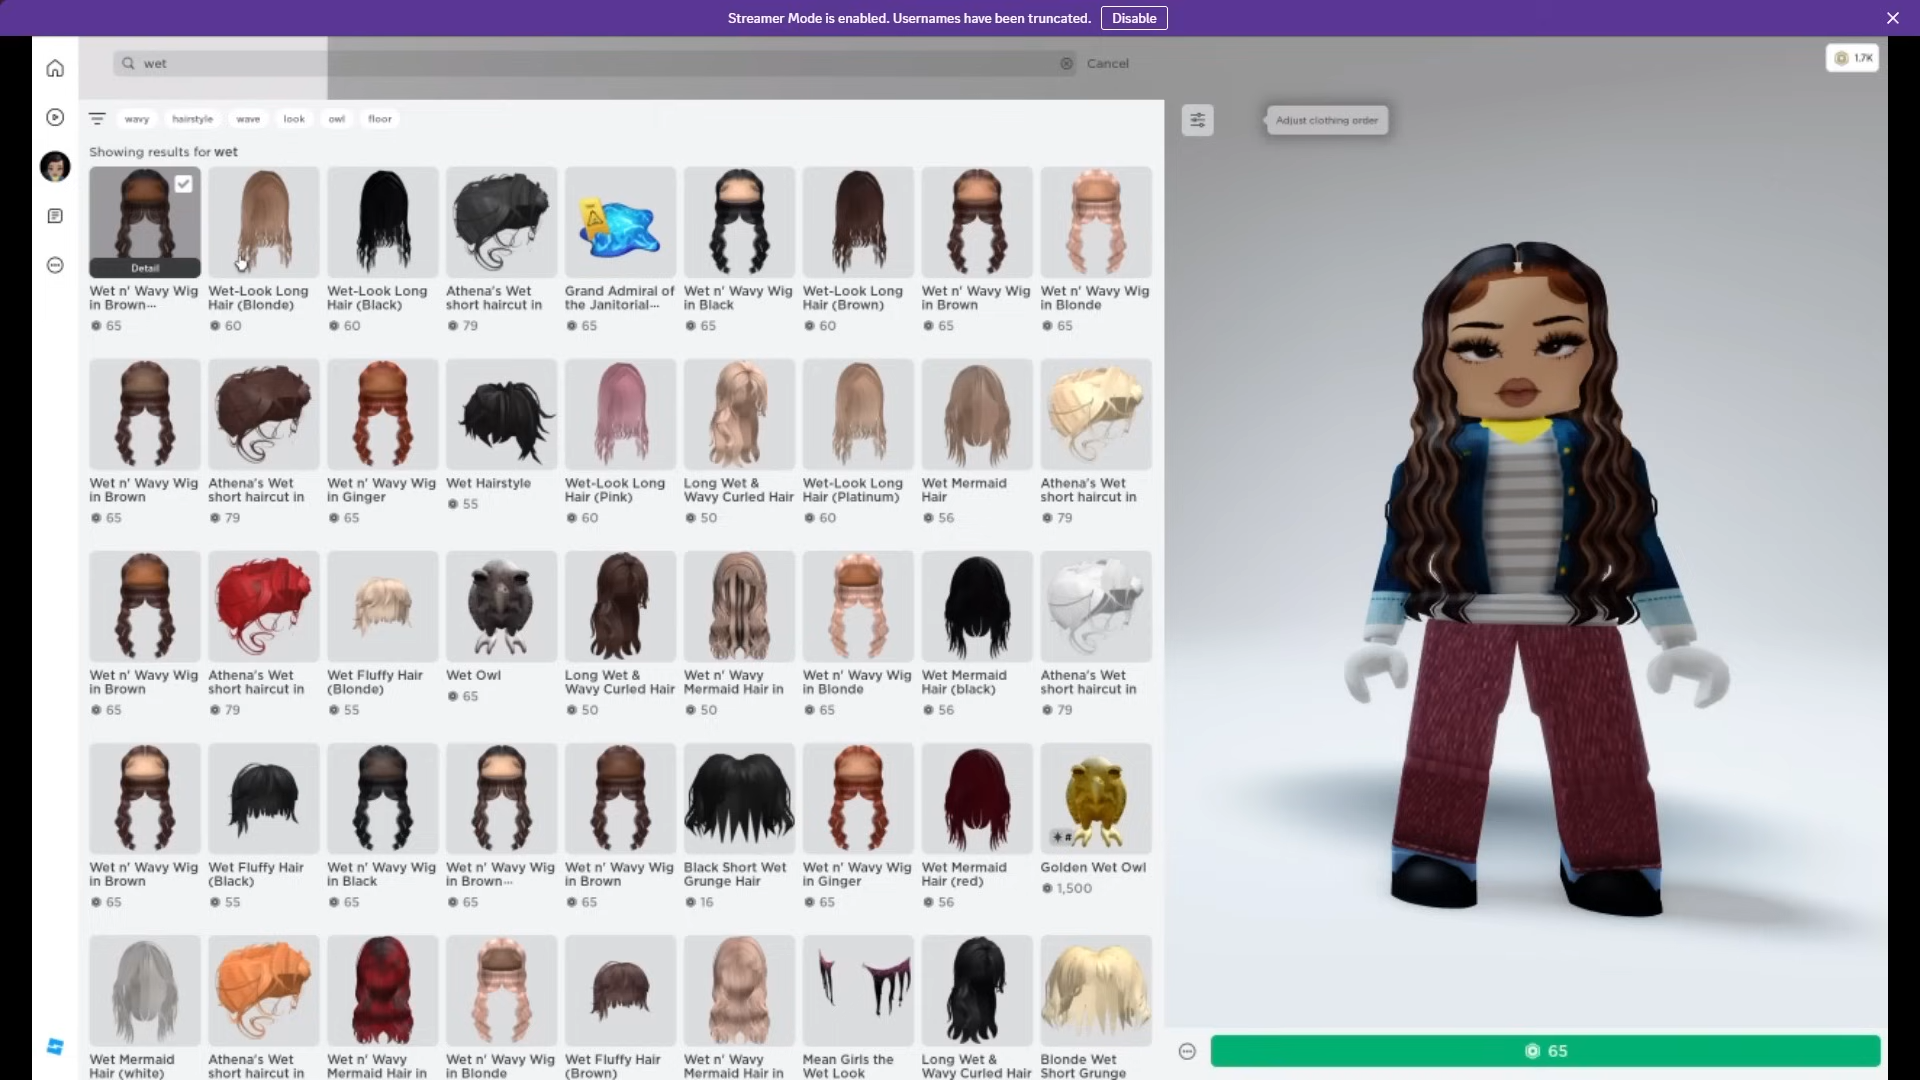 Streamer Mode is enabled. Usernames have been truncated. Disable
wet Cancel
1.7K
wavy hairstyle wave look owl floor
Adjust clothing order
Showing results for wet
Detail
Wet n' Wavy Wig in Brown...
65
Wet-Look Long Hair (Blonde)
60
Wet-Look Long Hair (Black)
60
Athena's Wet short haircut in
79
Grand Admiral of the Janitorial...
65
Wet n' Wavy Wig in Black
65
Wet-Look Long Hair (Brown)
60
Wet n' Wavy Wig in Brown
65
Wet n' Wavy Wig in Blonde
65
Wet n' Wavy Wig in Brown
65
Athena's Wet short haircut in
79
Wet n' Wavy Wig in Ginger
65
Wet Hairstyle
55
Wet-Look Long Hair (Pink)
60
Long Wet & Wavy Curled Hair
50
Wet-Look Long Hair (Platinum)
60
Wet Mermaid Hair
56
Athena's Wet short haircut in
79
Wet n' Wavy Wig in Brown
65
Athena's Wet short haircut in
79
Wet Fluffy Hair (Blonde)
55
Wet Owl
65
Long Wet & Wavy Curled Hair
50
Wet n' Wavy Mermaid Hair in
50
Wet n' Wavy Wig in Blonde
65
Wet Mermaid Hair (black)
56
Athena's Wet short haircut in
79
Wet n' Wavy Wig in Brown
65
Wet Fluffy Hair (Black)
55
Wet n' Wavy Wig in Black
65
Wet n' Wavy Wig in Brown...
65
Wet n' Wavy Wig in Brown
65
Black Short Wet Grunge Hair
16
Wet n' Wavy Wig in Ginger
65
Wet Mermaid Hair (red)
56
#
Golden Wet Owl
1,500
Wet Mermaid Hair (white)
Athena's Wet short haircut in
Wet n' Wavy Mermaid Hair in
Wet n' Wavy Wig in Blonde
Wet Fluffy Hair (Brown)
Wet n' Wavy Mermaid Hair in
Mean Girls the Wet Look
Long Wet & Wavy Curled Hair
Blonde Wet Short Grunge
65